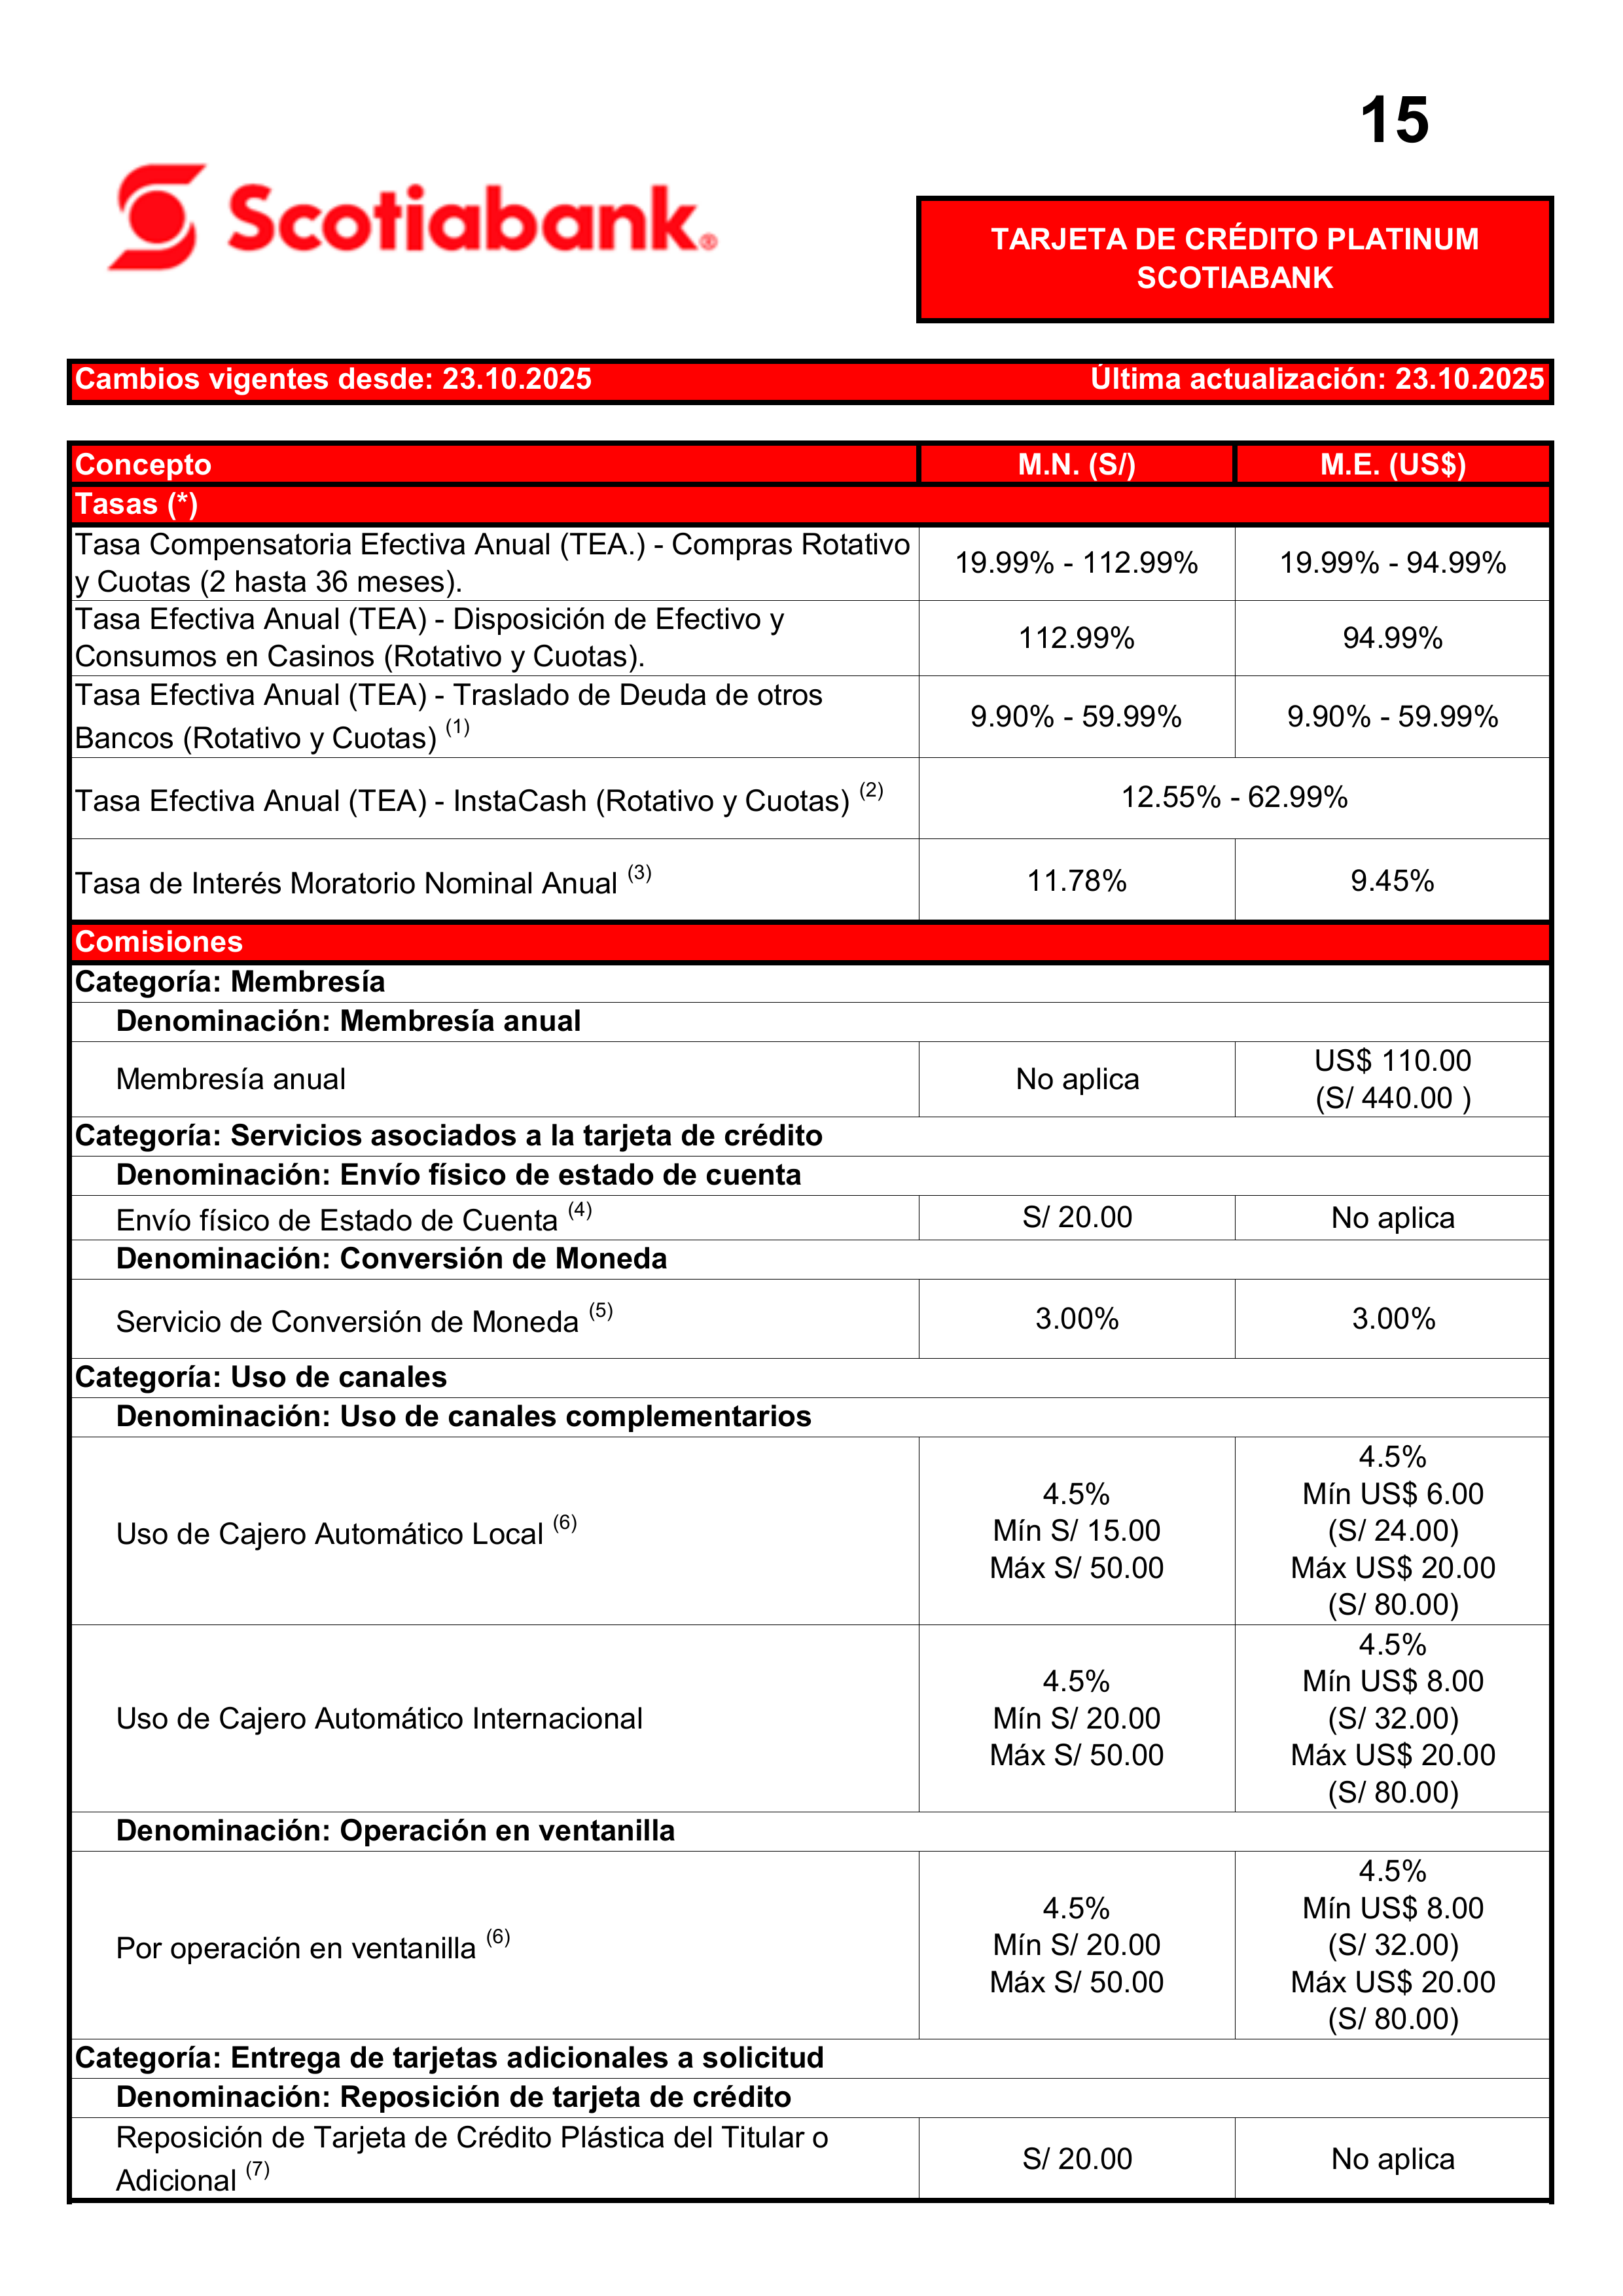 15
Scotiabank®
TARJETA DE CRÉDITO PLATINUM
SCOTIABANK
Cambios vigentes desde: 23.10.2025 Última actualización: 23.10.2025
Concepto M.N. (S/) M.E. (US$)
Tasas (*)
Tasa Compensatoria Efectiva Anual (TEA.) - Compras Rotativo
y Cuotas (2 hasta 36 meses).
19.99% - 112.99% 19.99% - 94.99%
Tasa Efectiva Anual (TEA) - Disposición de Efectivo y
Consumos en Casinos (Rotativo y Cuotas).
112.99% 94.99%
Tasa Efectiva Anual (TEA) - Traslado de Deuda de otros
Bancos (Rotativo y Cuotas) (1)
9.90% - 59.99% 9.90% - 59.99%
Tasa Efectiva Anual (TEA) - InstaCash (Rotativo y Cuotas) (2) 12.55% - 62.99%
Tasa de Interés Moratorio Nominal Anual (3) 11.78% 9.45%
Comisiones
Categoría: Membresía
Denominación: Membresía anual
Membresía anual No aplica
US$ 110.00
(S/ 440.00 )
Categoría: Servicios asociados a la tarjeta de crédito
Denominación: Envío físico de estado de cuenta
Envío físico de Estado de Cuenta (4) S/ 20.00 No aplica
Denominación: Conversión de Moneda
Servicio de Conversión de Moneda (5) 3.00% 3.00%
Categoría: Uso de canales
Denominación: Uso de canales complementarios
Uso de Cajero Automático Local (6)
4.5%
Mín S/ 15.00
Máx S/ 50.00
4.5%
Mín US$ 6.00
(S/ 24.00)
Máx US$ 20.00
(S/ 80.00)
Uso de Cajero Automático Internacional
4.5%
Mín S/ 20.00
Máx S/ 50.00
4.5%
Mín US$ 8.00
(S/ 32.00)
Máx US$ 20.00
(S/ 80.00)
Denominación: Operación en ventanilla
Por operación en ventanilla (6)
4.5%
Mín S/ 20.00
Máx S/ 50.00
4.5%
Mín US$ 8.00
(S/ 32.00)
Máx US$ 20.00
(S/ 80.00)
Categoría: Entrega de tarjetas adicionales a solicitud
Denominación: Reposición de tarjeta de crédito
Reposición de Tarjeta de Crédito Plástica del Titular o
Adicional (7)
S/ 20.00 No aplica